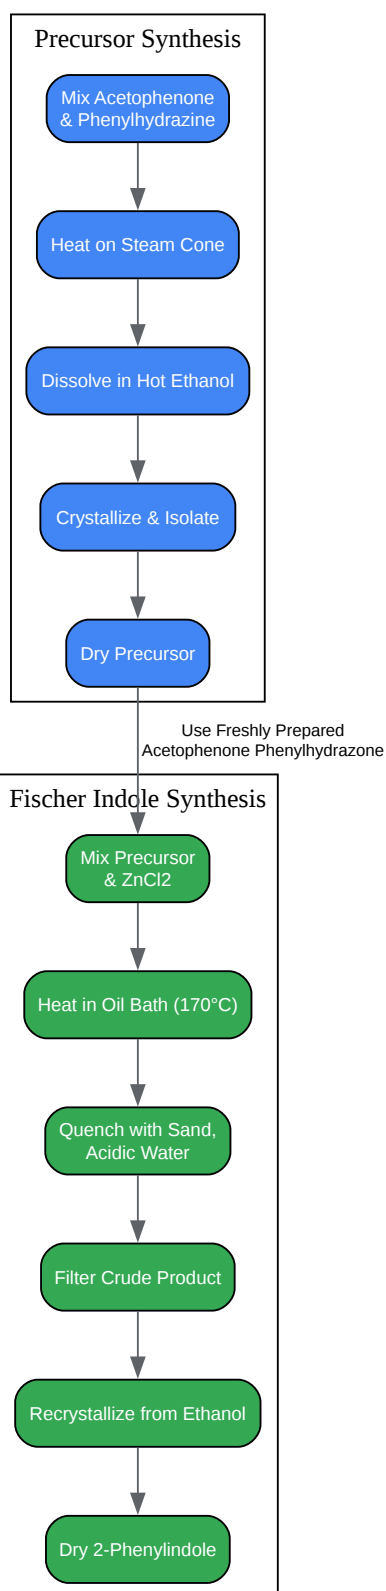 Precursor Synthesis
Mix Acetophenone
& Phenylhydrazine
Heat on Steam Cone
Dissolve in Hot Ethanol
Crystallize & Isolate
Dry Precursor
Use Freshly Prepared
Acetophenone Phenylhydrazone
Fischer Indole Synthesis
Mix Precursor
& ZnCl2
Heat in Oil Bath (170°C)
Quench with Sand,
Acidic Water
Filter Crude Product
Recrystallize from Ethanol
Dry 2-Phenylindole